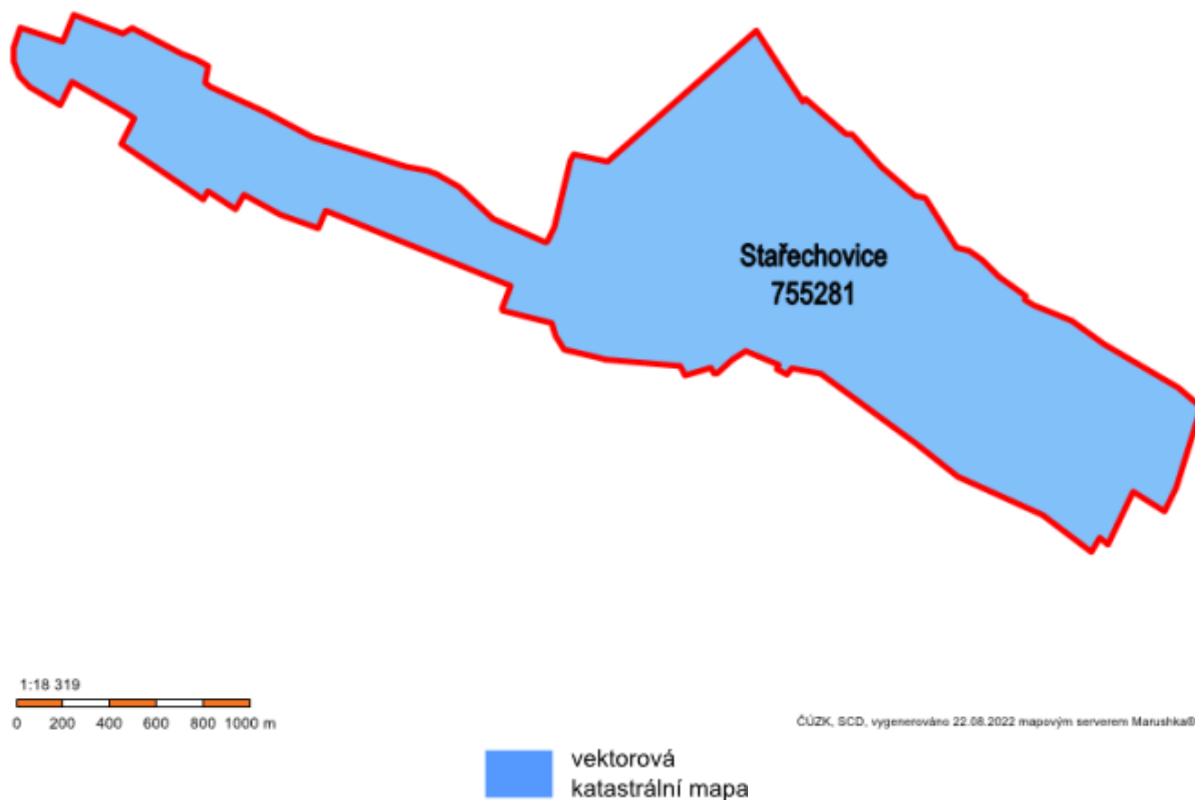 Stařechovice
755281
1:18 319
0 200 400 600 800 1000 m
ČÚZK, SCD, vygenerováno 22.08.2022 mapovým serverem Marushka®
vektorová
katastrální mapa